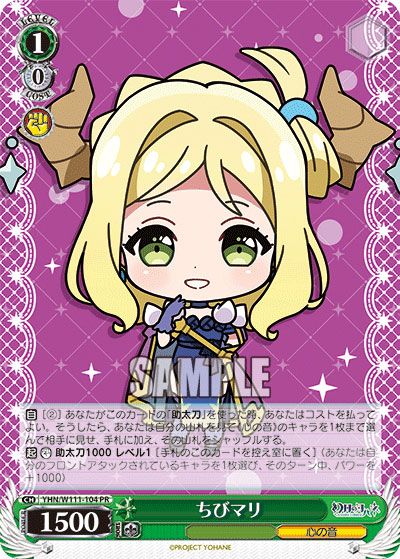 LEVEL
1
0
COST
SAMPLE
自 [②] あなたがこのカードの「助太刀」を使った時、あなたはコストを払ってよ
い。そうしたら、あなたは自分の山札を見て《心の音》のキャラを1枚まで選
んで相手に見せ、手札に加え、その山札をシャッフルする。
起 助太刀1000 レベル1 [手札のこのカードを控え室に置く] (あなたは自
分のフロントアタックされているキャラを1枚選び、そのターン中、パワーを
+1000)
CH YHN/W111-104 PR
1500
ちびマリ
心の音
©PROJECT YOHANE